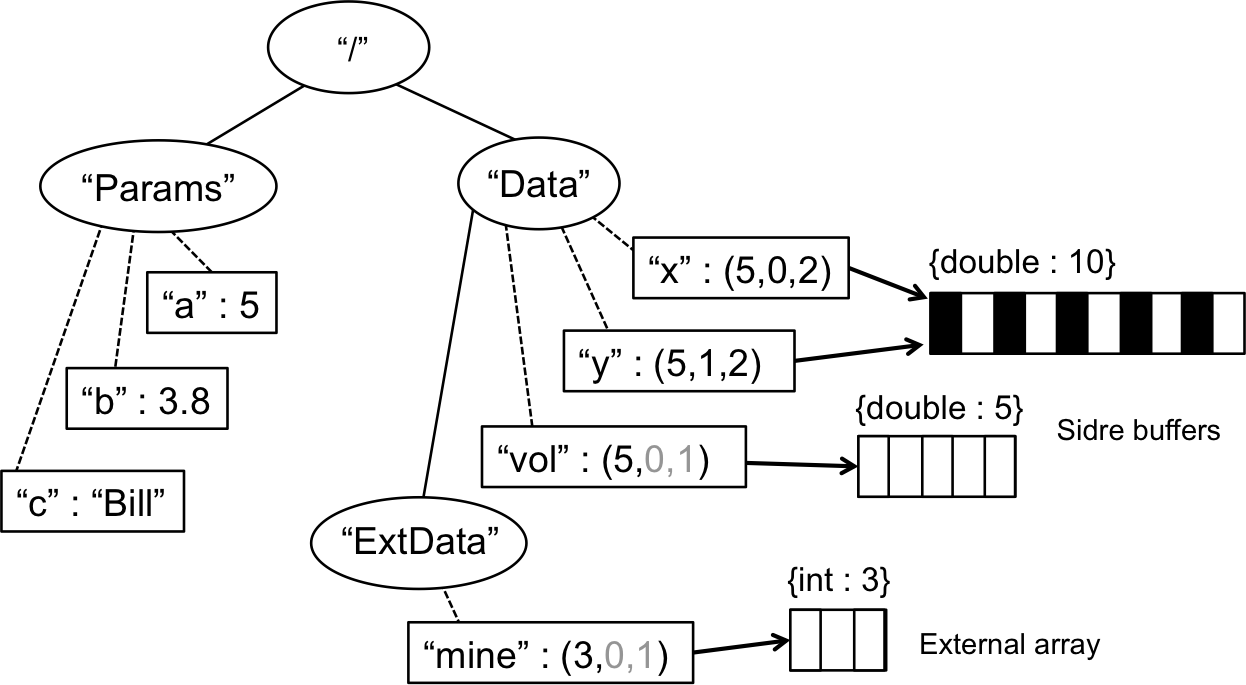 “/”
“Params”
“Data”
“x” : (5,0,2)
{double : 10}
“a” : 5
“y” : (5,1,2)
“b” : 3.8
{double : 5}
Sidre buffers
“vol” : (5,0,1)
“c” : “Bill”
“ExtData”
{int : 3}
“mine” : (3,0,1)
External array